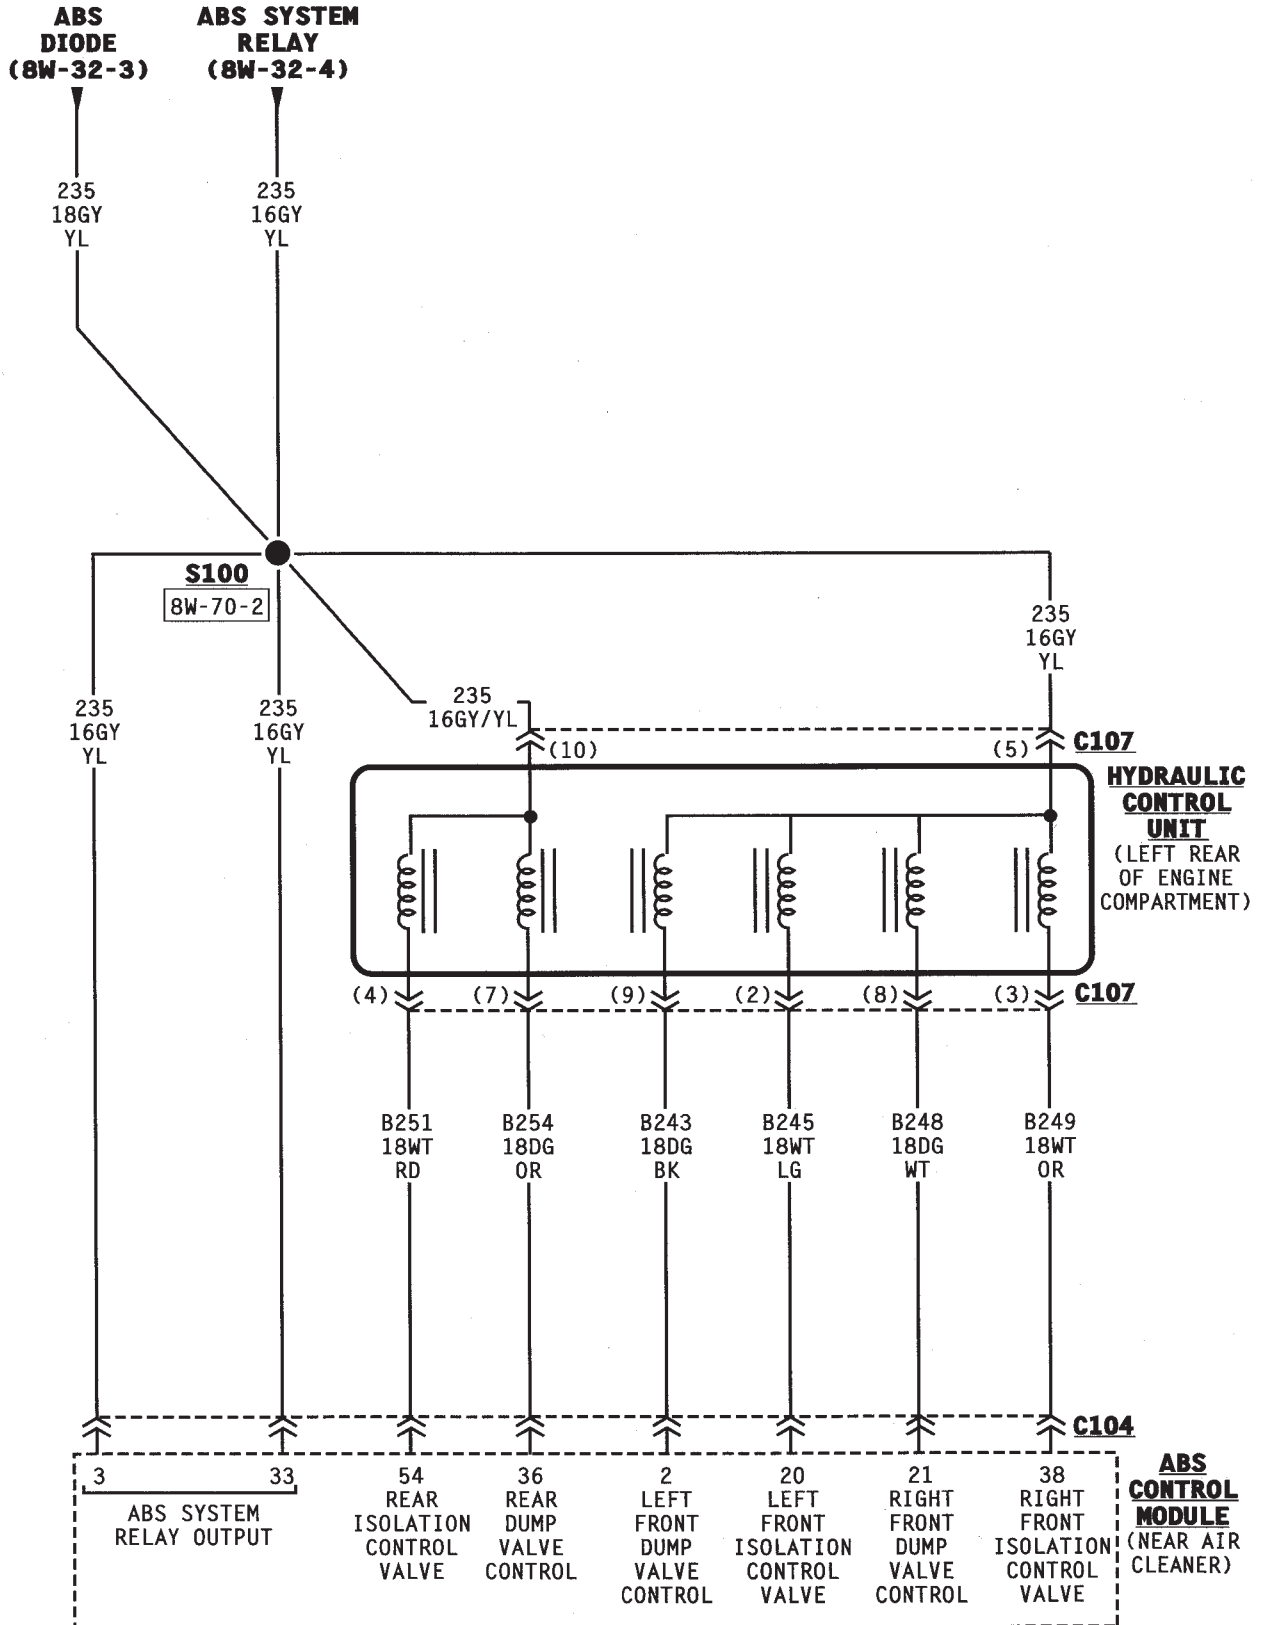 ABS
DIODE
(8W-32-3)
ABS SYSTEM
RELAY
(8W-32-4)
235
18GY
YL
235
16GY
YL
S100
8W-70-2
235
16GY
YL
235
16GY
YL
235
16GY
YL
235
16GY/YL
(10)
(5)
C107
HYDRAULIC
CONTROL
UNIT
(LEFT REAR
OF ENGINE
COMPARTMENT)
(4)
(7)
(9)
(2)
(8)
(3)
C107
B251
18WT
RD
B254
18DG
OR
B243
18DG
BK
B245
18WT
LG
B248
18DG
WT
B249
18WT
OR
C104
3
33
ABS SYSTEM
RELAY OUTPUT
54
REAR
ISOLATION
CONTROL
VALVE
36
REAR
DUMP
VALVE
CONTROL
2
LEFT
FRONT
DUMP
VALVE
CONTROL
20
LEFT
FRONT
ISOLATION
CONTROL
VALVE
21
RIGHT
FRONT
DUMP
VALVE
CONTROL
38
RIGHT
FRONT
ISOLATION
CONTROL
VALVE
ABS
CONTROL
MODULE
(NEAR AIR
CLEANER)